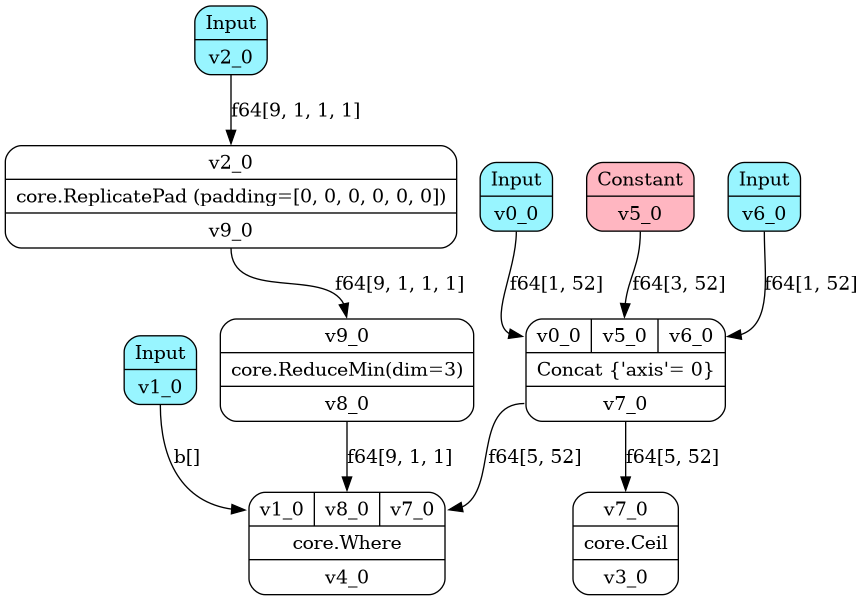 Input
v2_0
f64[9, 1, 1, 1]
v2_0
core.ReplicatePad (padding=[0, 0, 0, 0, 0, 0])
v9_0
Input
v0_0
Constant
v5_0
Input
v6_0
f64[9, 1, 1, 1]
f64[1, 52]
f64[3, 52]
f64[1, 52]
Input
v1_0
v9_0
core.ReduceMin(dim=3)
v8_0
v0_0 v5_0 v6_0
Concat {'axis'= 0}
v7_0
b[]
f64[9, 1, 1]
f64[5, 52]
f64[5, 52]
v1_0 v8_0 v7_0
core.Where
v4_0
v7_0
core.Ceil
v3_0